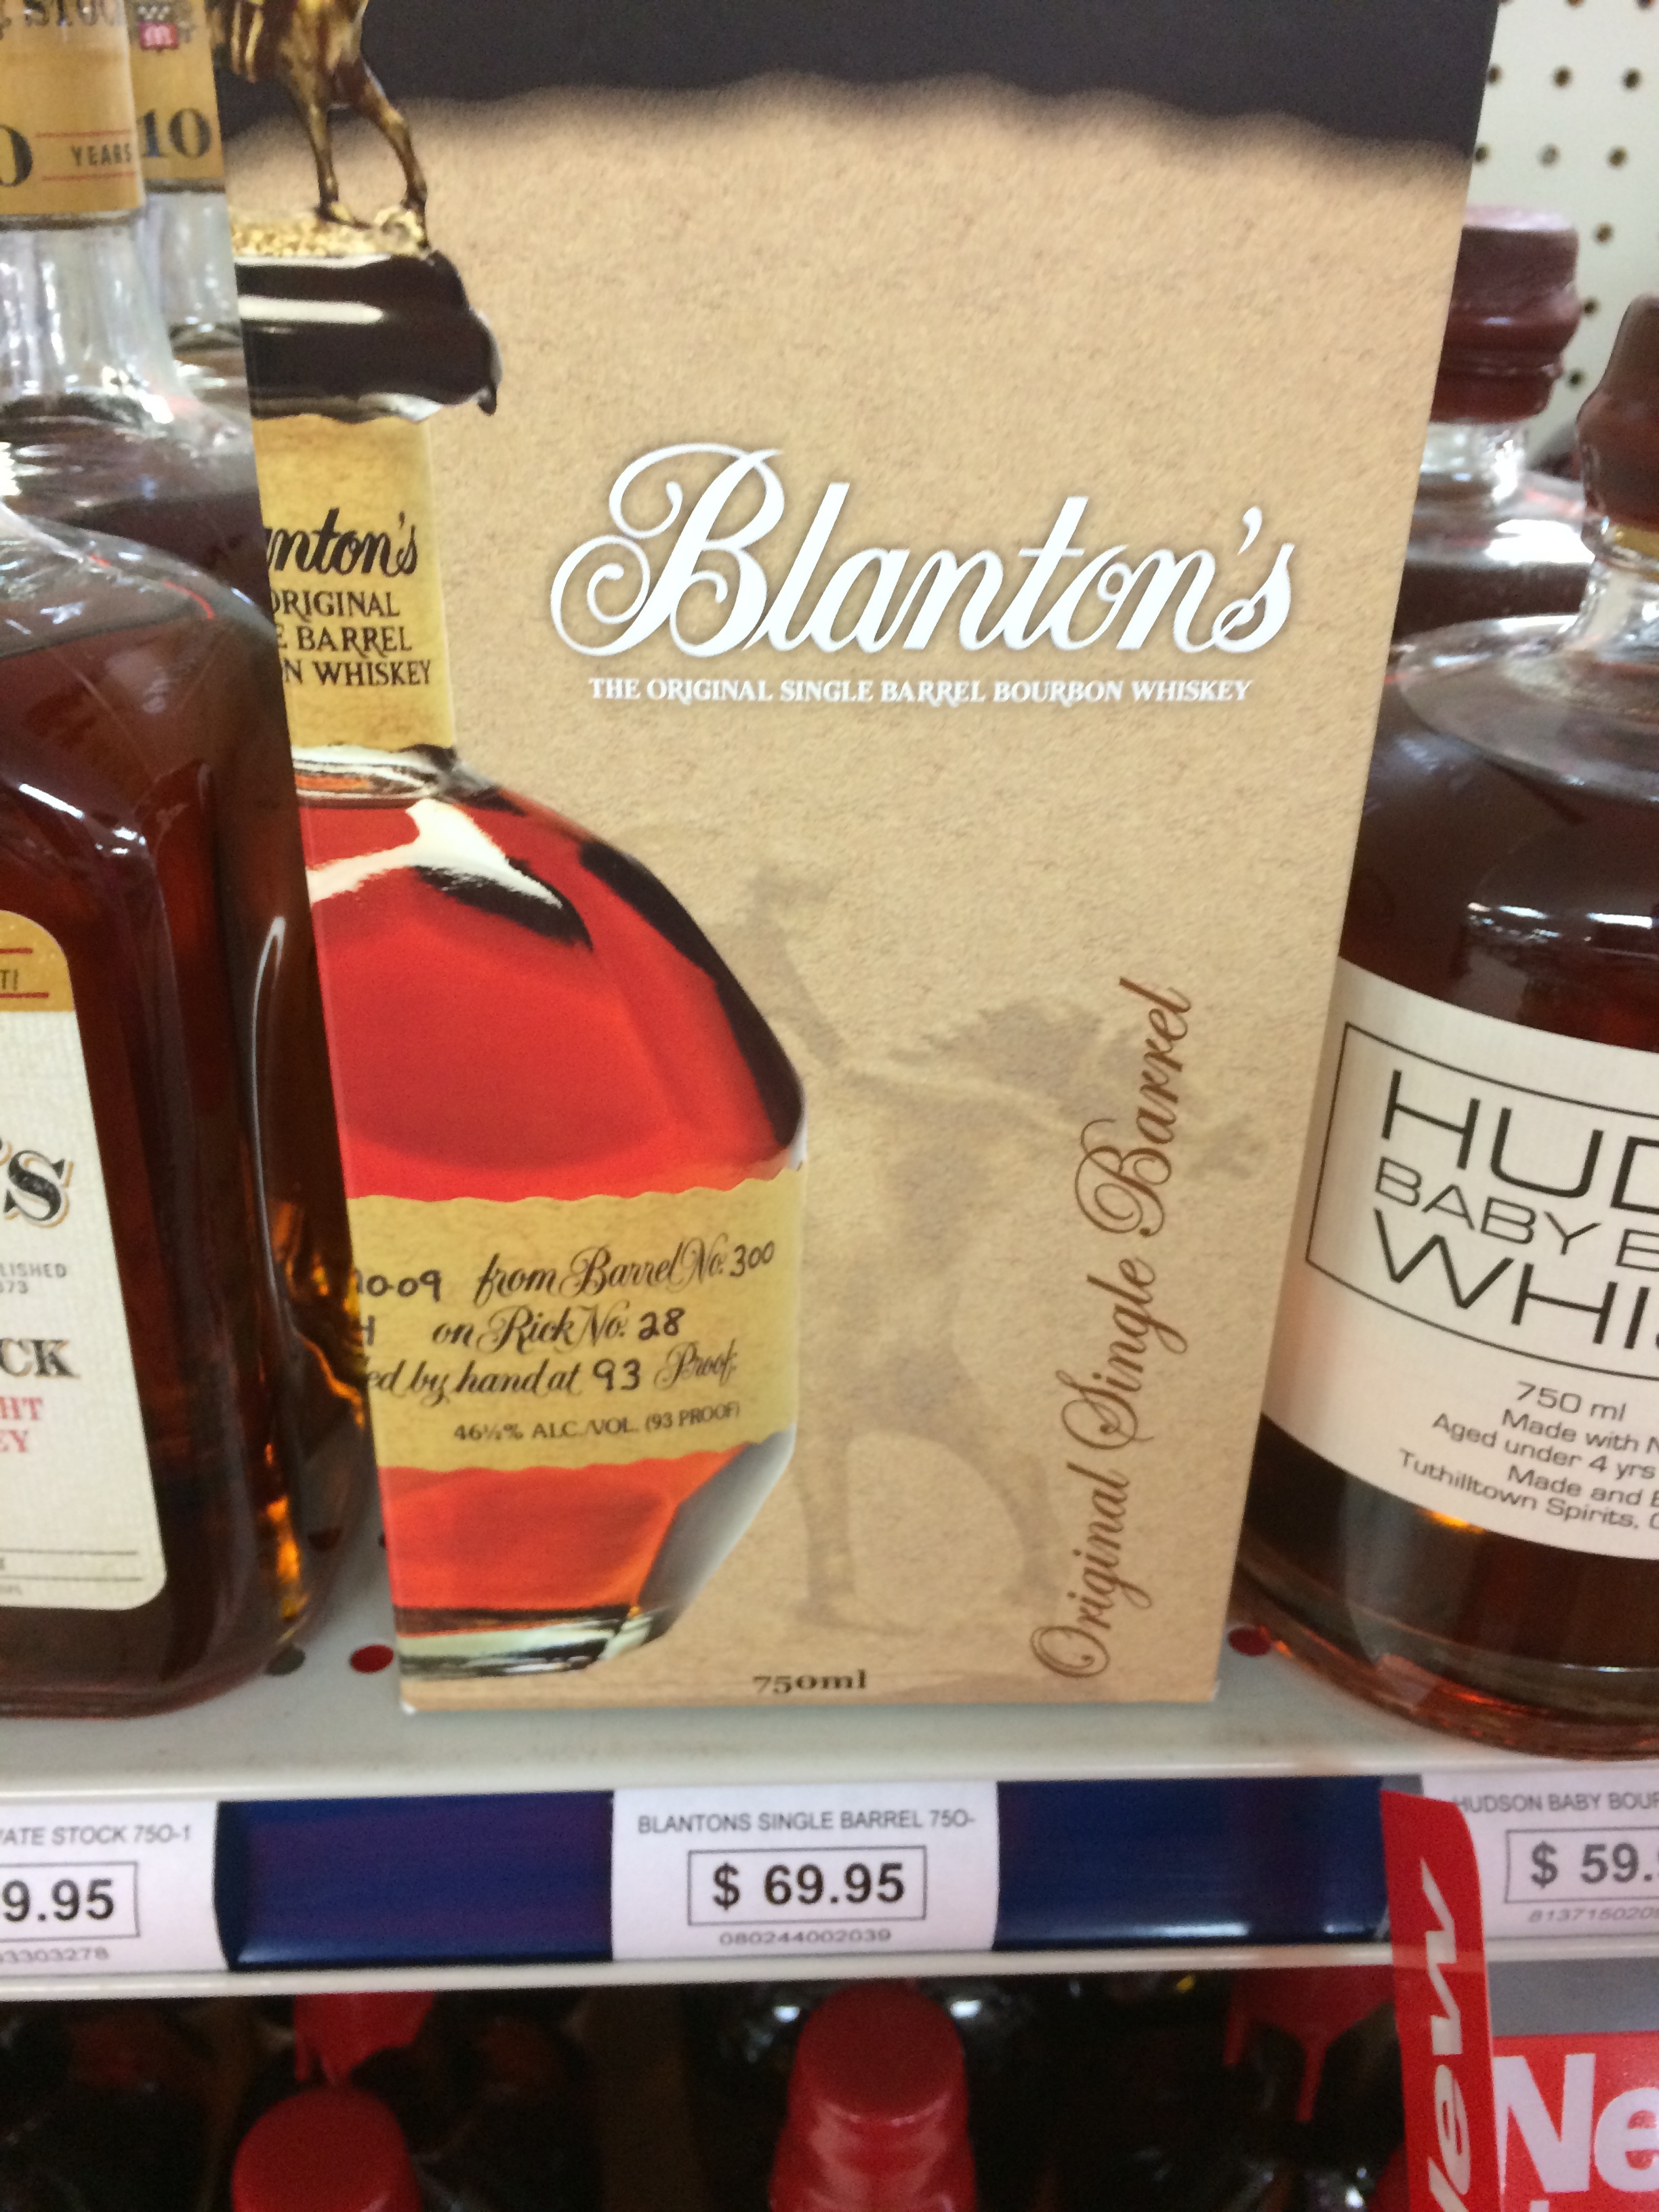 10
YEARS
Blanton's
THE ORIGINAL SINGLE BARREL BOURBON WHISKEY
nton's
ORIGINAL
BARREL
WHISKEY
Original Single Barrel
from Barrel No. 300
on Rick No. 28
by hand at 93 Proof
46½% ALC./VOL. (93 PROOF)
750ml
'S
HUD
BABY B
WHIS
750 ml
Made with N
Aged under 4 yrs
Made and B
Tuthilltown Spirits,
STOCK 750-1
9.95
BLANTONS SINGLE BARREL 750-
$ 69.95
080244002039
HUDSON BABY BOUR
$ 59.
New
Ne